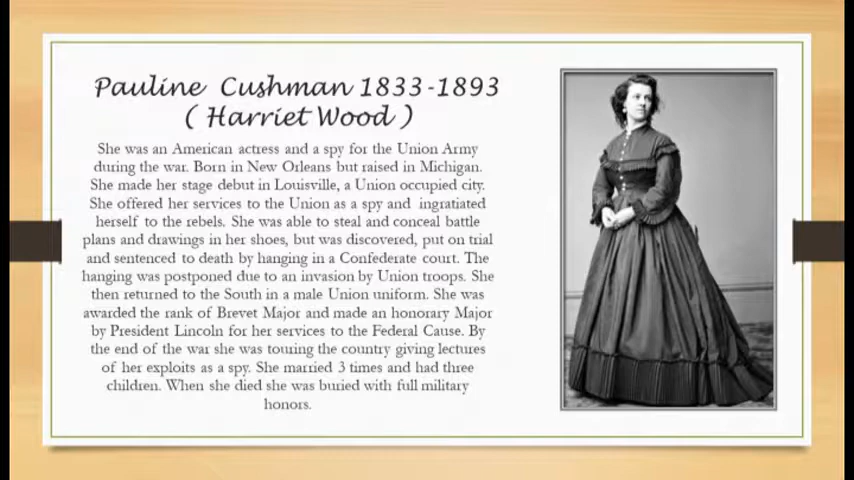 Pauline Cushman 1833-1893
( Harriet Wood )
She was an American actress and a spy for the Union Army
during the war. Born in New Orleans but raised in Michigan.
She made her stage debut in Louisville, a Union occupied city.
She offered her services to the Union as a spy and ingratiated
herself to the rebels. She was able to steal and conceal battle
plans and drawings in her shoes, but was discovered, put on trial
and sentenced to death by hanging in a Confederate court. The
hanging was postponed due to an invasion by Union troops. She
then returned to the South in a male Union uniform. She was
awarded the rank of Brevet Major and made an honorary Major
by President Lincoln for her services to the Federal Cause. By
the end of the war she was touring the country giving lectures
of her exploits as a spy. She married 3 times and had three
children. When she died she was buried with full military
honors.